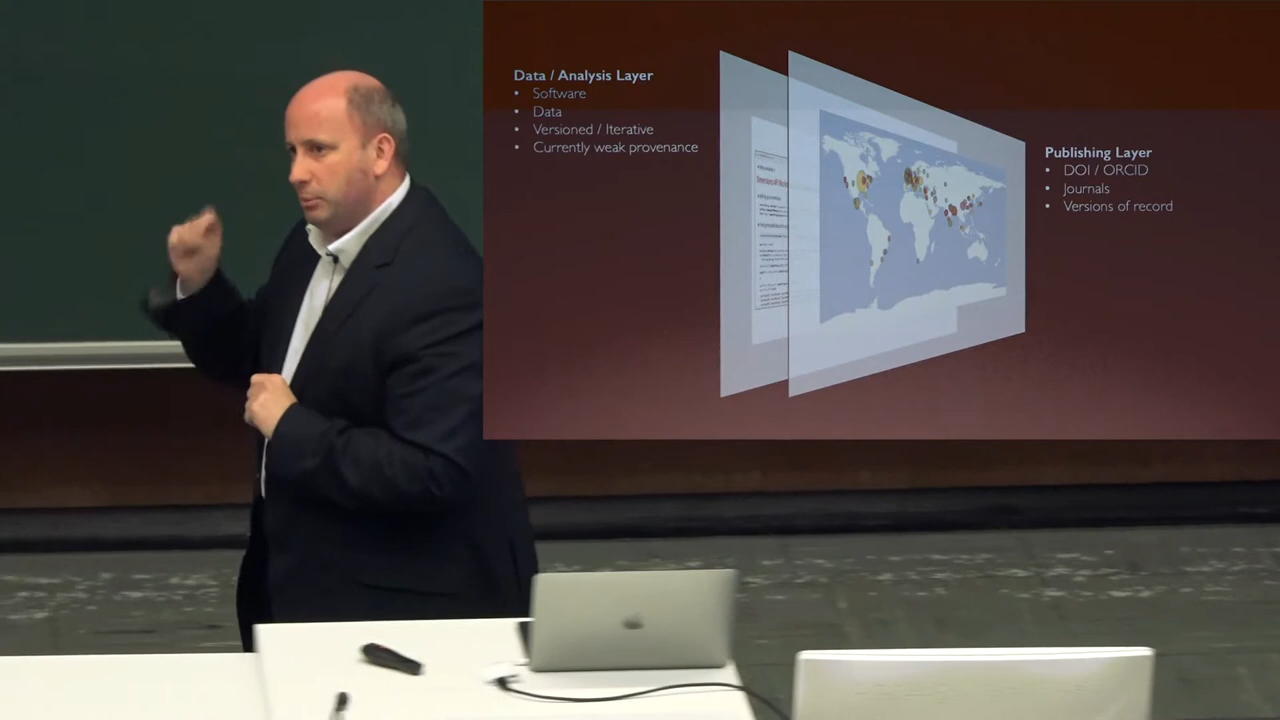 Data / Analysis Layer
• Software
• Data
• Versioned / Iterative
• Currently weak provenance
Publishing Layer
• DOI / ORCID
• Journals
• Versions of record